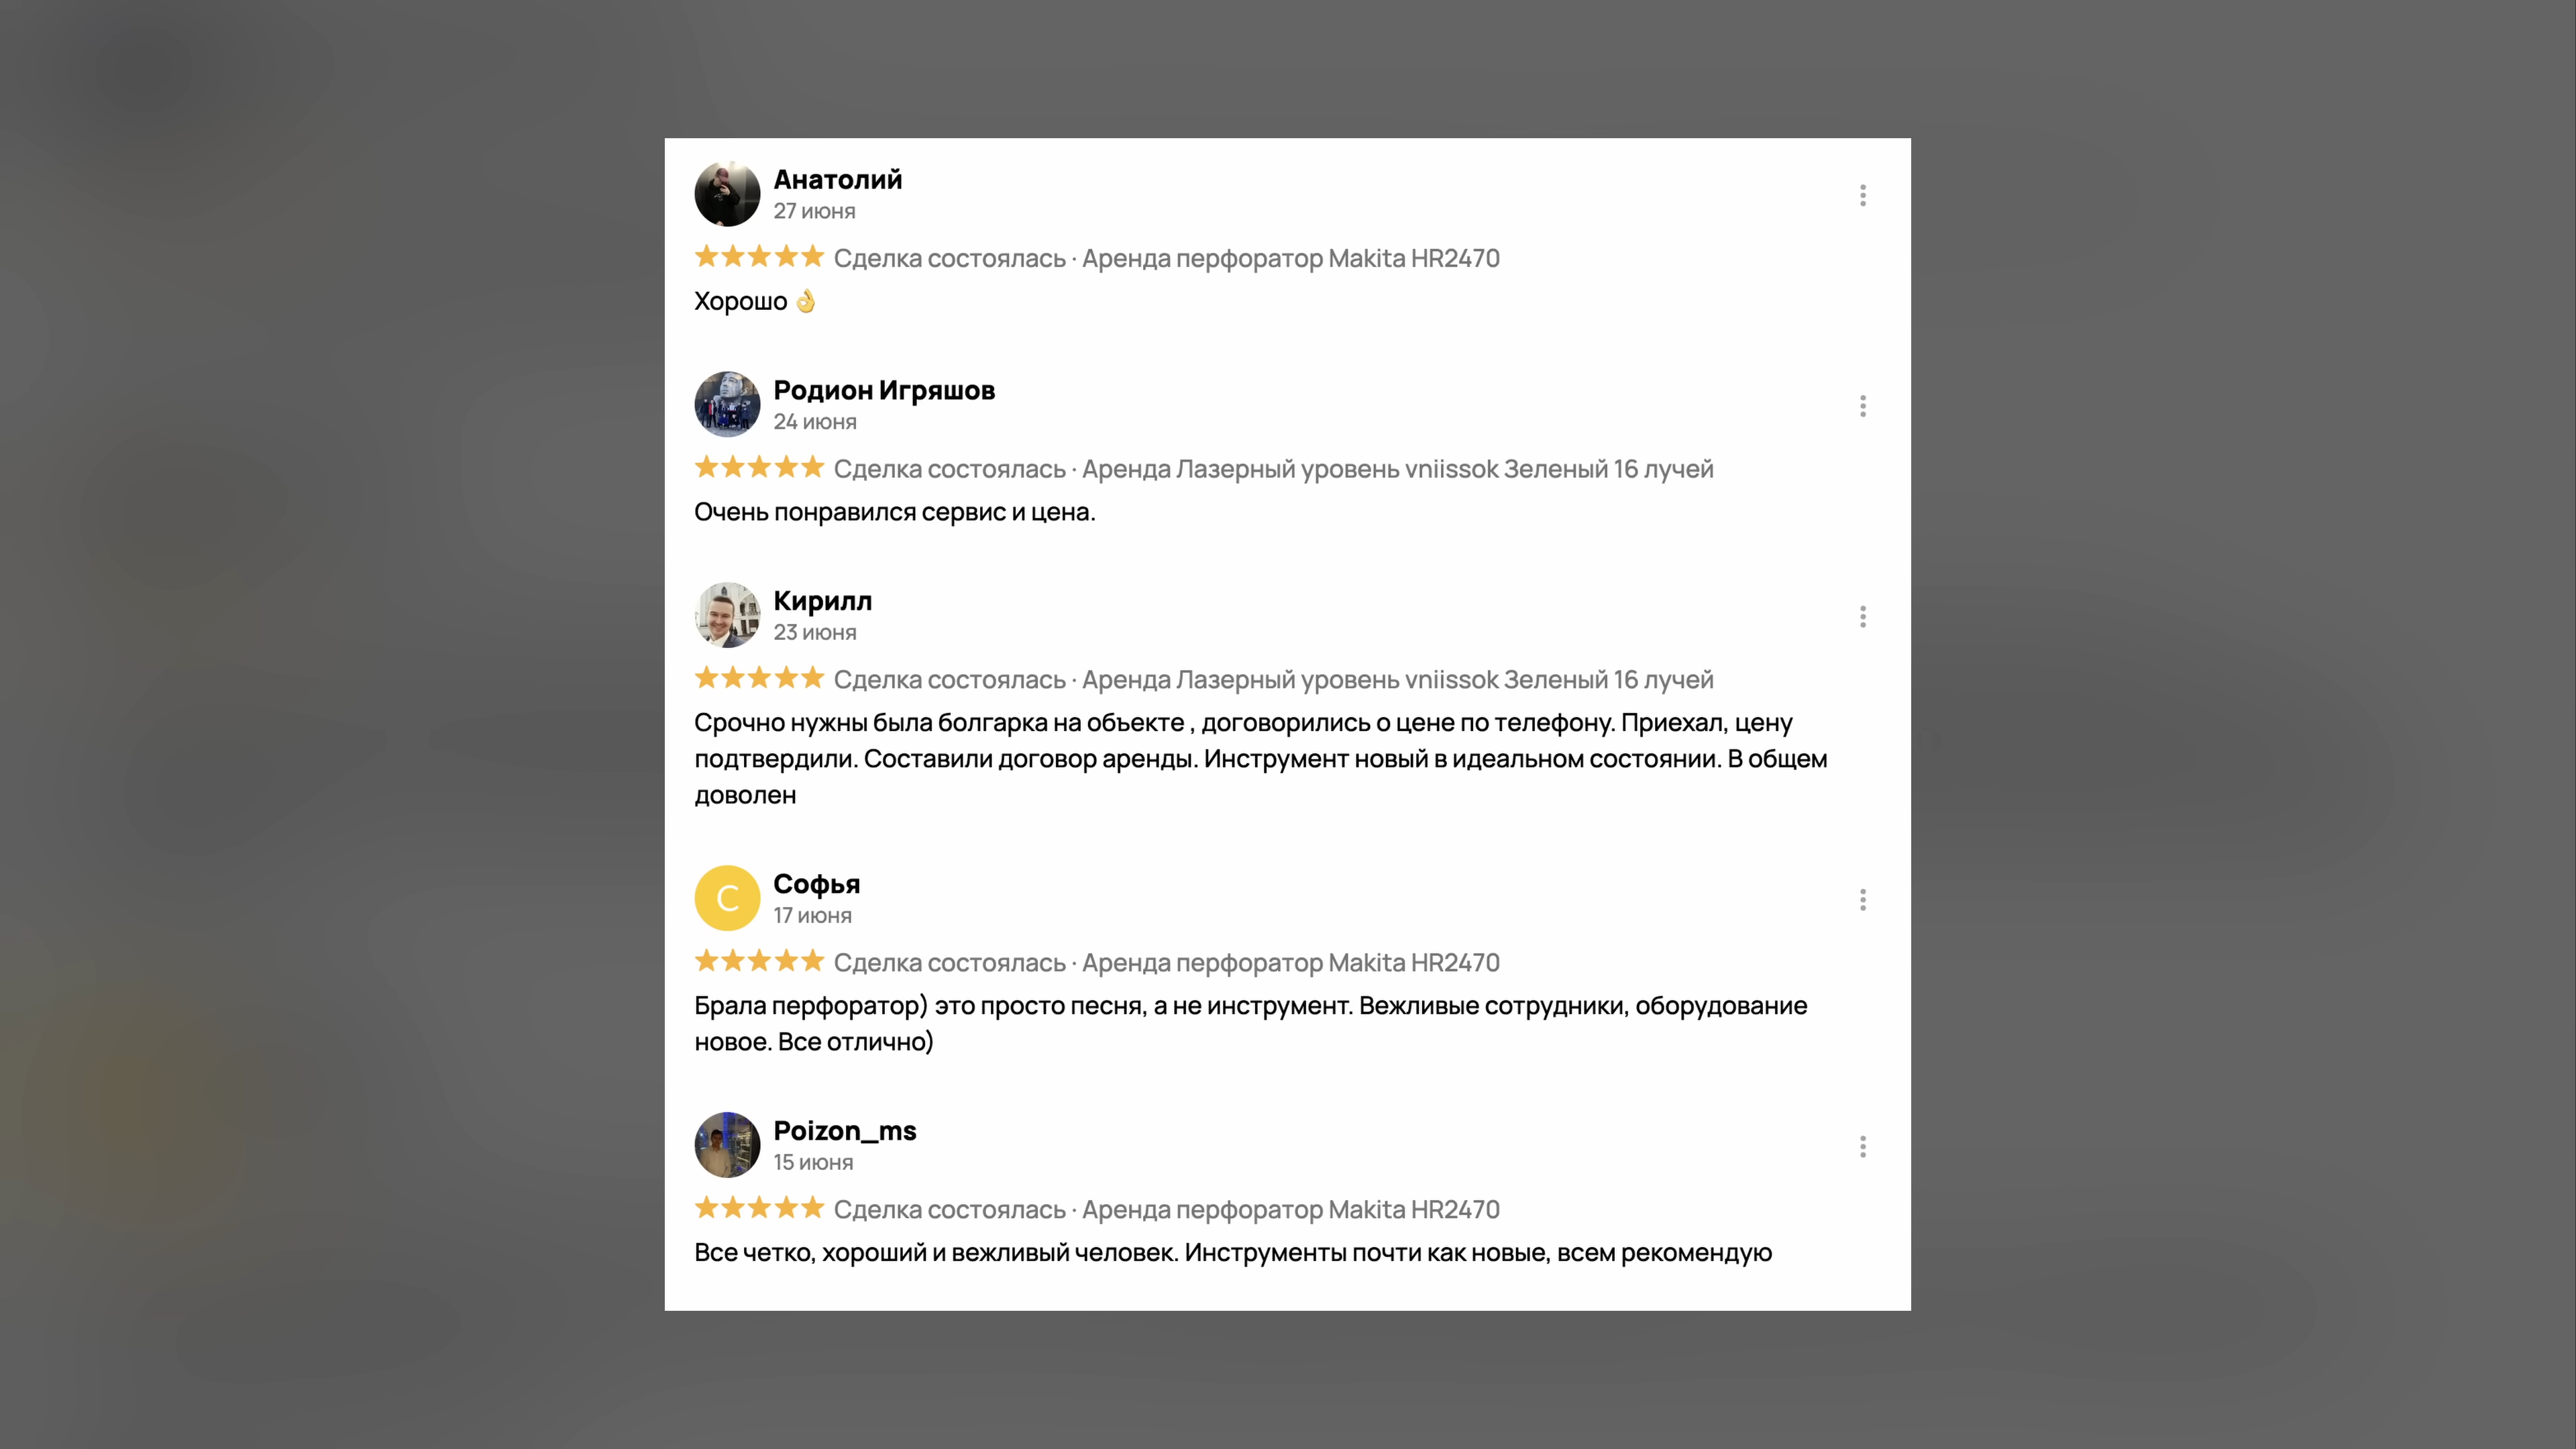 Анатолий
27 июня
Сделка состоялась · Аренда перфоратор Makita HR2470
Хорошо 👌
Родион Игряшов
24 июня
Сделка состоялась · Аренда Лазерный уровень vniissok Зеленый 16 лучей
Очень понравился сервис и цена.
Кирилл
23 июня
Сделка состоялась · Аренда Лазерный уровень vniissok Зеленый 16 лучей
Срочно нужны была болгарка на объекте , договорились о цене по телефону. Приехал, цену
подтвердили. Составили договор аренды. Инструмент новый в идеальном состоянии. В общем
доволен
С
Софья
17 июня
Сделка состоялась · Аренда перфоратор Makita HR2470
Брала перфоратор) это просто песня, а не инструмент. Вежливые сотрудники, оборудование
новое. Все отлично)
Poizon_ms
15 июня
Сделка состоялась · Аренда перфоратор Makita HR2470
Все четко, хороший и вежливый человек. Инструменты почти как новые, всем рекомендую